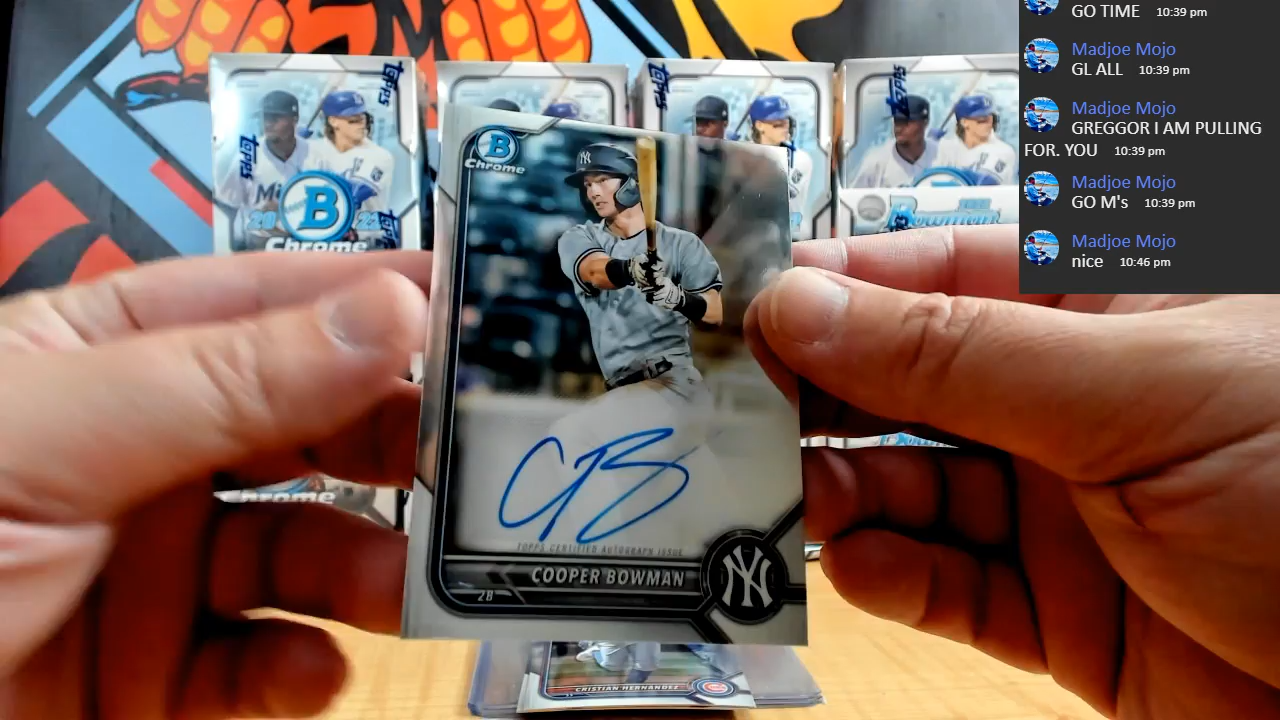 GO TIME 10:39 pm
Madjoe Mojo
GL ALL 10:39 pm
Madjoe Mojo
GREGGOR I AM PULLING
FOR. YOU 10:39 pm
Madjoe Mojo
GO M's 10:39 pm
Madjoe Mojo
nice 10:46 pm
topps
topps
topps
topps
B
Chrome
NY
TOPPS CERTIFIED AUTOGRAPH ISSUE
COOPER BOWMAN
2B
NY
B
Chrome
Bowman
Chrome
CRISTIAN HERNANDEZ